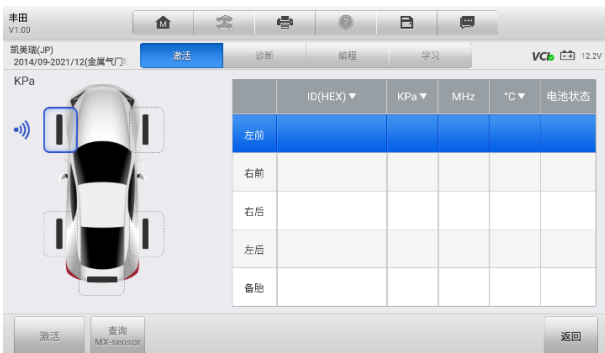 丰田
V1.00
凯美瑞(JP)
2014/09-2021/12(金属气门
激活
诊断
编程
学习
VCI
12.2V
KPa
ID(HEX)▼
KPa▼
MHz
°C▼
电池状态
左前
右前
右后
左后
备胎
激活
查询
MX-sensor
返回